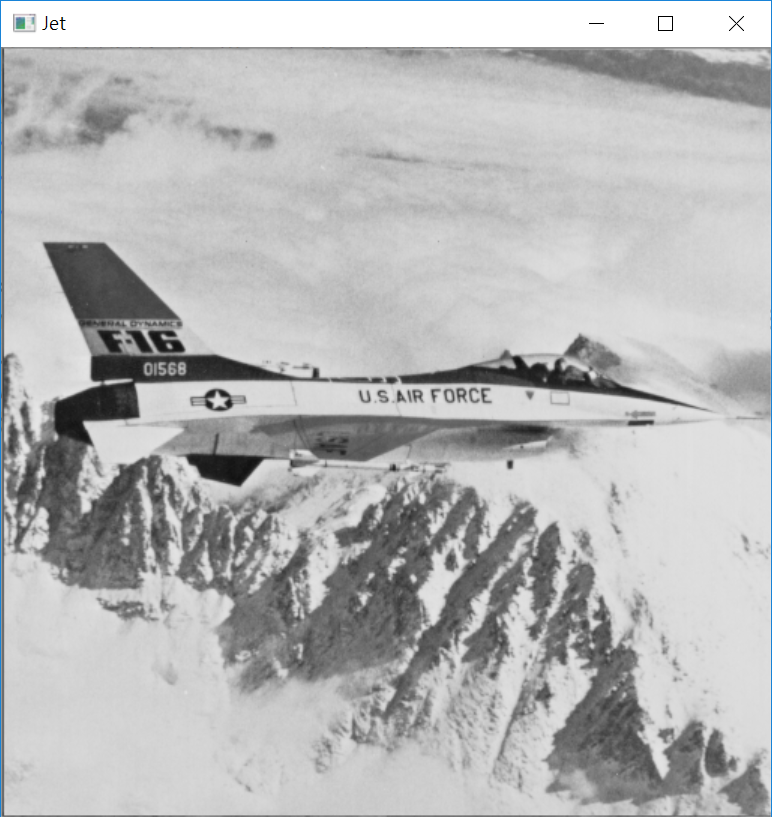 Jet
GENERAL DYNAMICS
F-16
01568
U.S. AIR FORCE